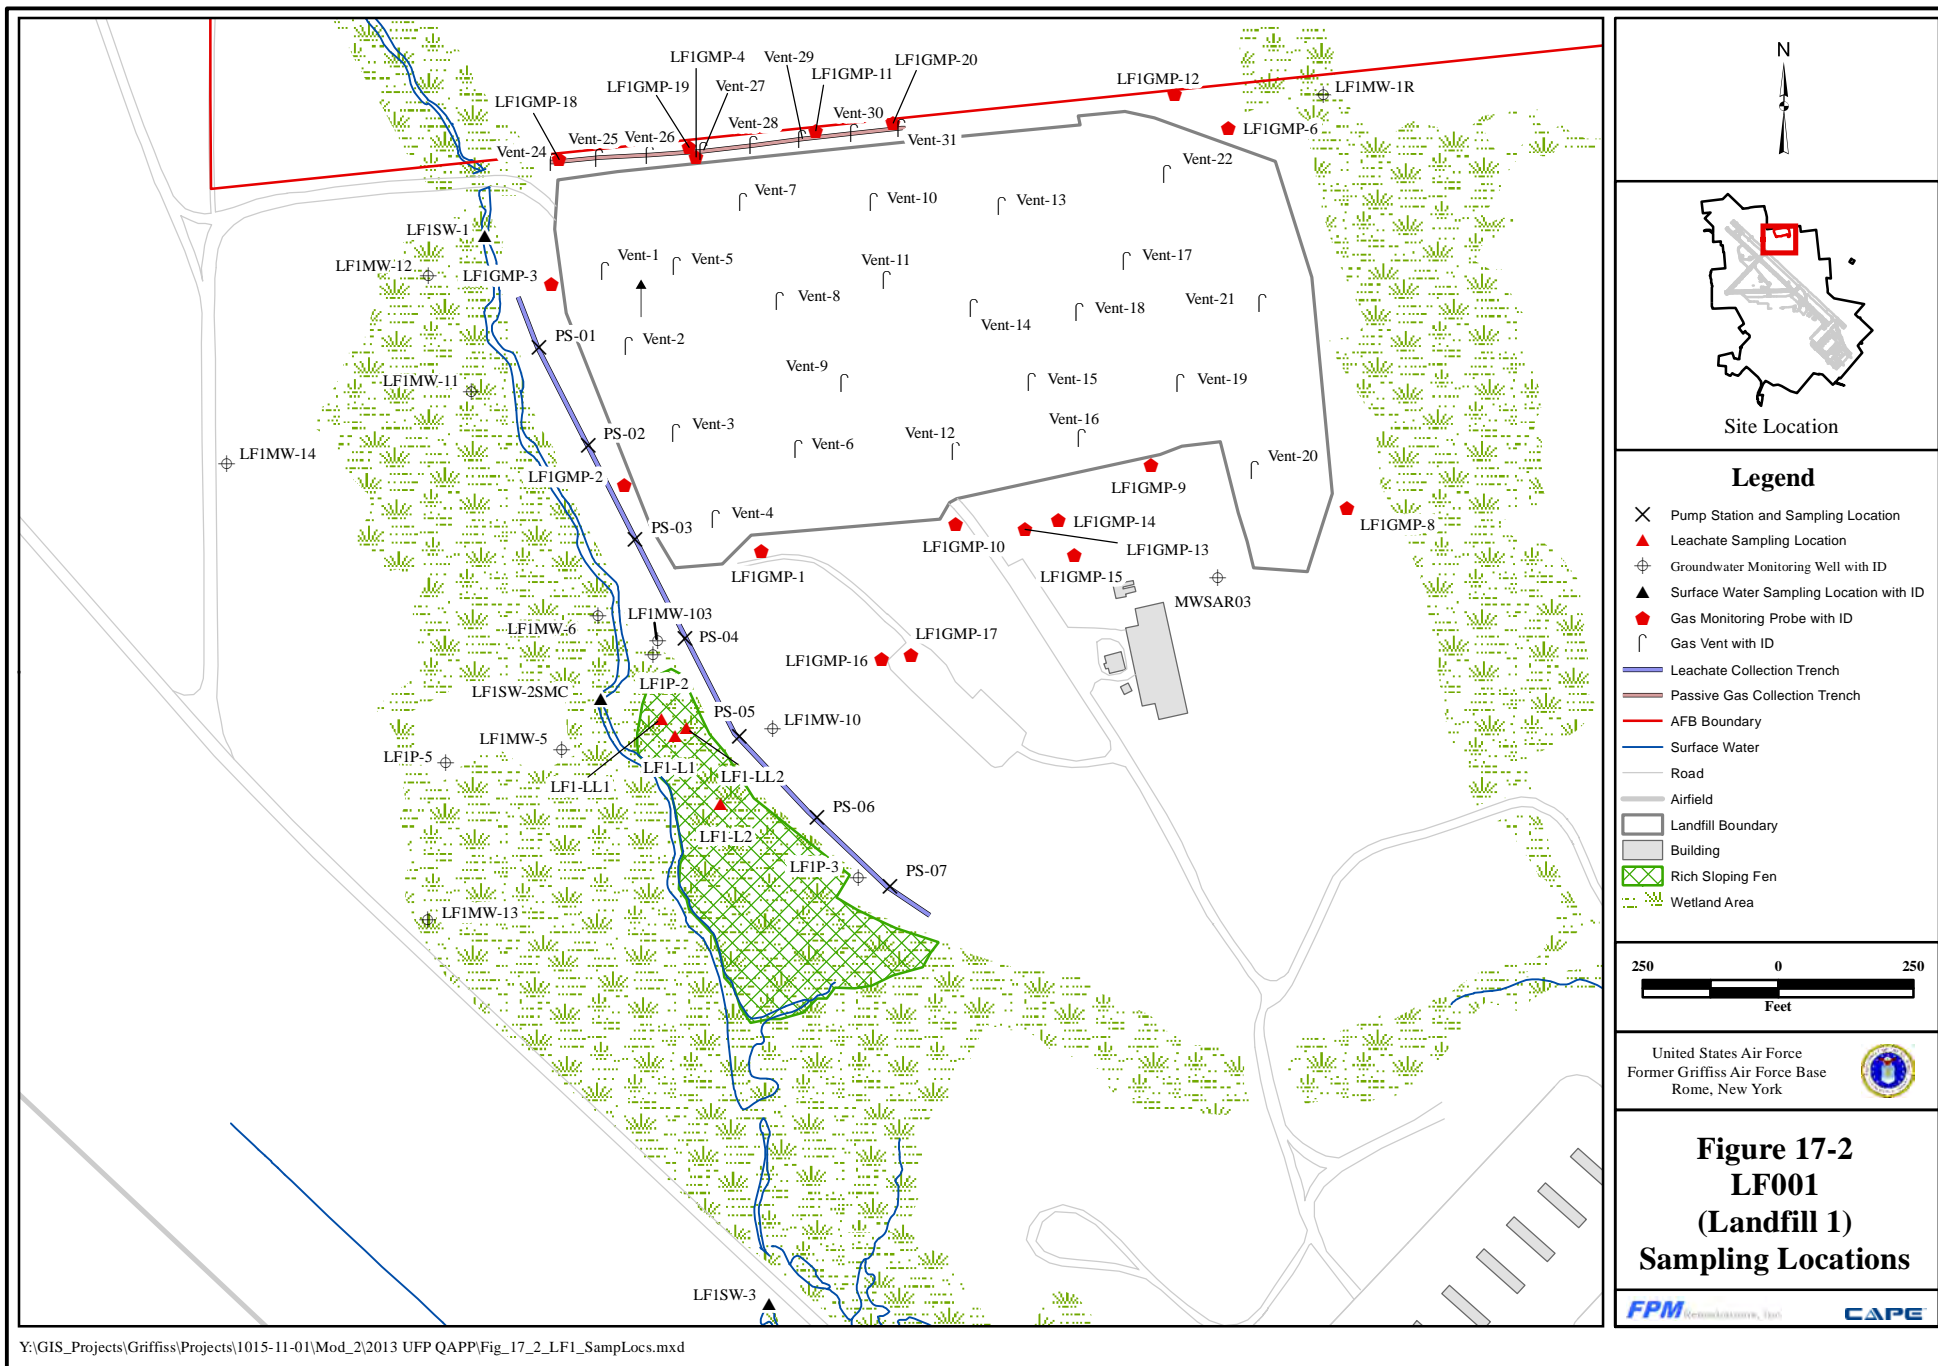 LF1GMP-4
Vent-29
LF1GMP-20
LF1GMP-11
LF1GMP-12
LF1GMP-19
Vent-27
LF1MW-1R
LF1GMP-18
Vent-28
Vent-30
LF1GMP-6
Vent-25
Vent-26
Vent-31
Vent-24
Vent-22
Vent-7
Vent-10
Vent-13
LF1SW-1
Vent-1
Vent-5
Vent-11
Vent-17
LF1MW-12
LF1GMP-3
Vent-8
Vent-21
Vent-18
Vent-14
PS-01
Vent-2
Vent-9
Vent-15
Vent-19
LF1MW-11
Vent-16
Vent-3
Vent-12
PS-02
Vent-6
LF1MW-14
Vent-20
LF1GMP-2
LF1GMP-9
Vent-4
LF1GMP-14
LF1GMP-8
PS-03
LF1GMP-10
LF1GMP-13
LF1GMP-1
LF1GMP-15
MWSAR03
LF1MW-103
LF1MW-6
PS-04
LF1GMP-17
LF1GMP-16
LF1P-2
LF1SW-2SMC
PS-05
LF1MW-10
LF1MW-5
LF1P-5
LF1-L1
LF1-LL2
LF1-LL1
PS-06
LF1-L2
LF1P-3
PS-07
LF1MW-13
LF1SW-3
N
Site Location
Legend
Pump Station and Sampling Location
Leachate Sampling Location
Groundwater Monitoring Well with ID
Surface Water Sampling Location with ID
Gas Monitoring Probe with ID
Gas Vent with ID
Leachate Collection Trench
Passive Gas Collection Trench
AFB Boundary
Surface Water
Road
Airfield
Landfill Boundary
Building
Rich Sloping Fen
Wetland Area
250 0 250
Feet
United States Air Force
Former Griffiss Air Force Base
Rome, New York
Figure 17-2
LF001
(Landfill 1)
Sampling Locations
FPM Remediations, Inc.
CAPE
Y:\GIS_Projects\Griffiss\Projects\1015-11-01\Mod_2\2013 UFP QAPP\Fig_17_2_LF1_SampLocs.mxd